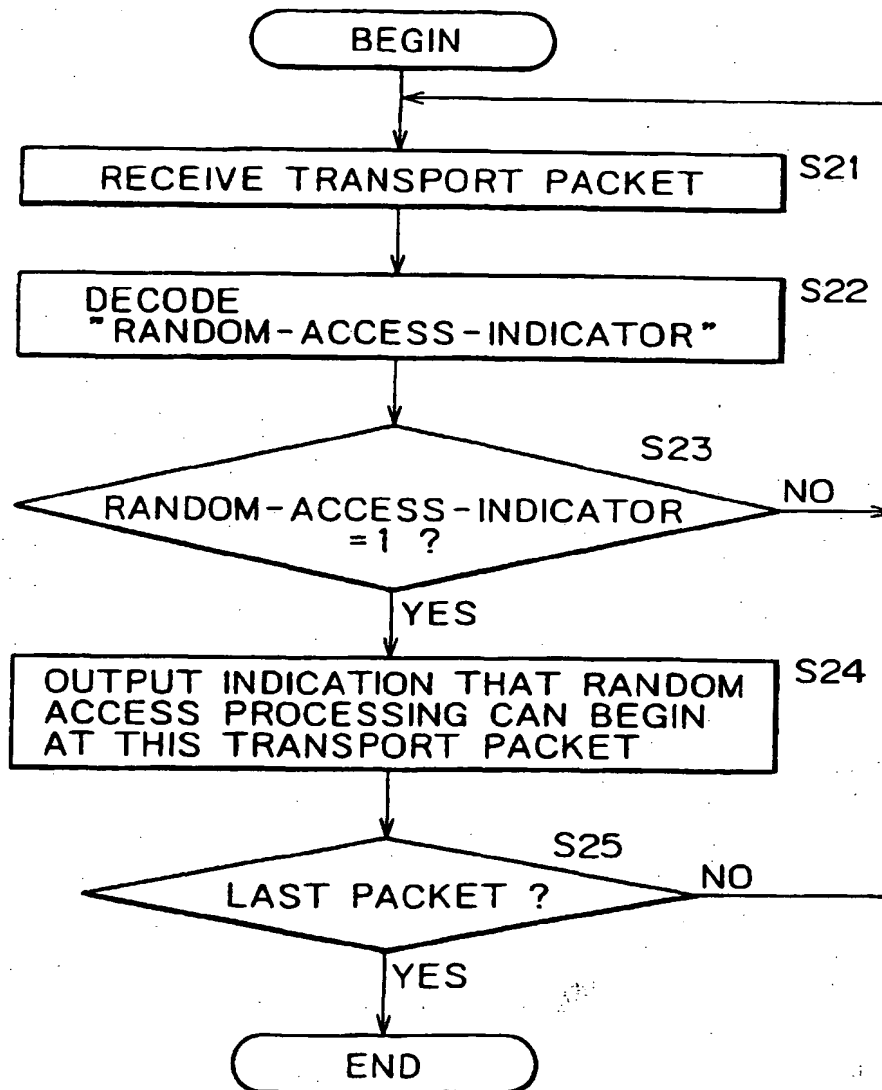 BEGIN
RECEIVE TRANSPORT PACKET
S21
DECODE
"RANDOM-ACCESS-INDICATOR"
S22
S23
RANDOM-ACCESS-INDICATOR
=1 ?
NO
YES
OUTPUT INDICATION THAT RANDOM
ACCESS PROCESSING CAN BEGIN
AT THIS TRANSPORT PACKET
S24
S25
LAST PACKET ?
NO
YES
END